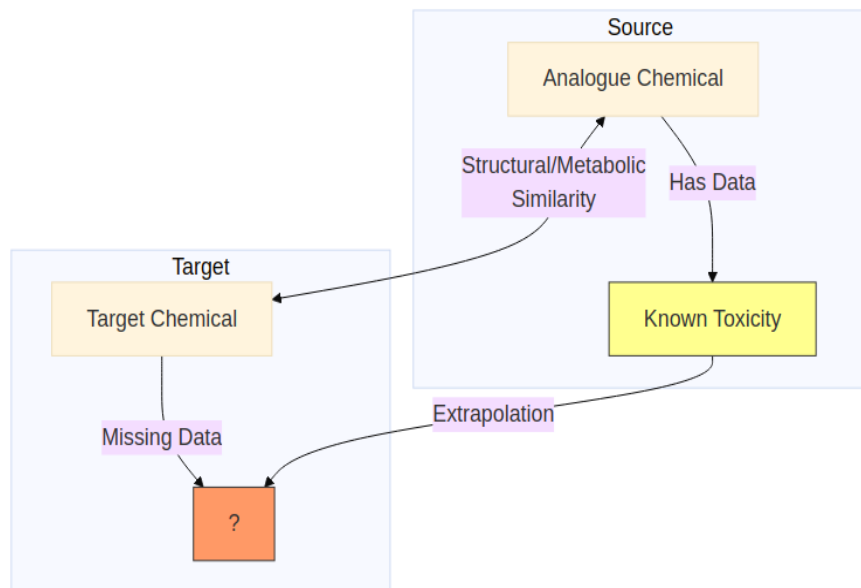 Source
Analogue Chemical
Structural/Metabolic
Similarity
Has Data
Target
Target Chemical
Known Toxicity
Extrapolation
Missing Data
?